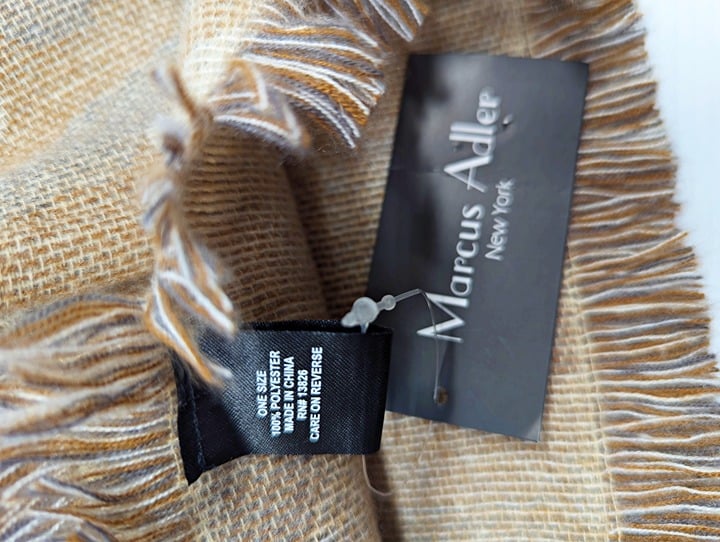 Marcus Adler
New York
ONE SIZE
100% POLYESTER
MADE IN CHINA
RN# 13826
CARE ON REVERSE